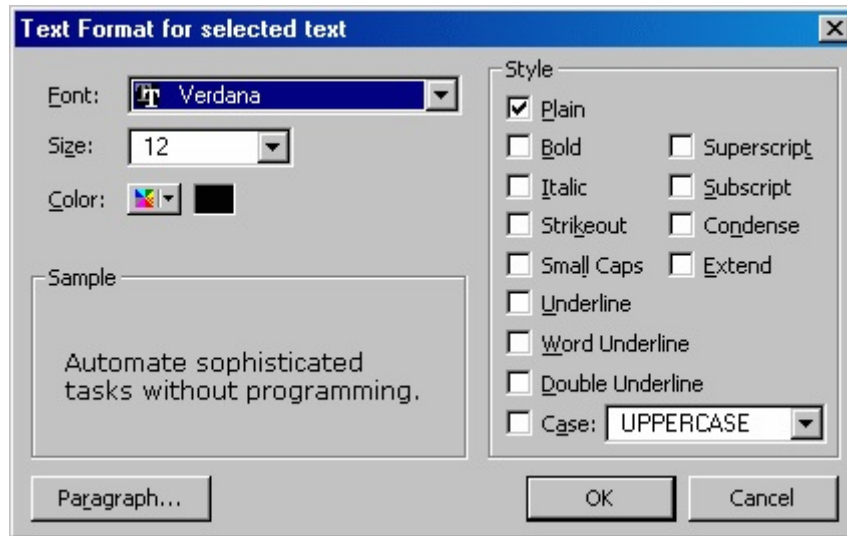 Text Format for selected text
Font: Verdana
Size: 12
Color:
Sample
Automate sophisticated
tasks without programming.
Style
Plain
Bold
Superscript
Italic
Subscript
Strikeout
Condense
Small Caps
Extend
Underline
Word Underline
Double Underline
Case: UPPERCASE
Paragraph...
OK
Cancel